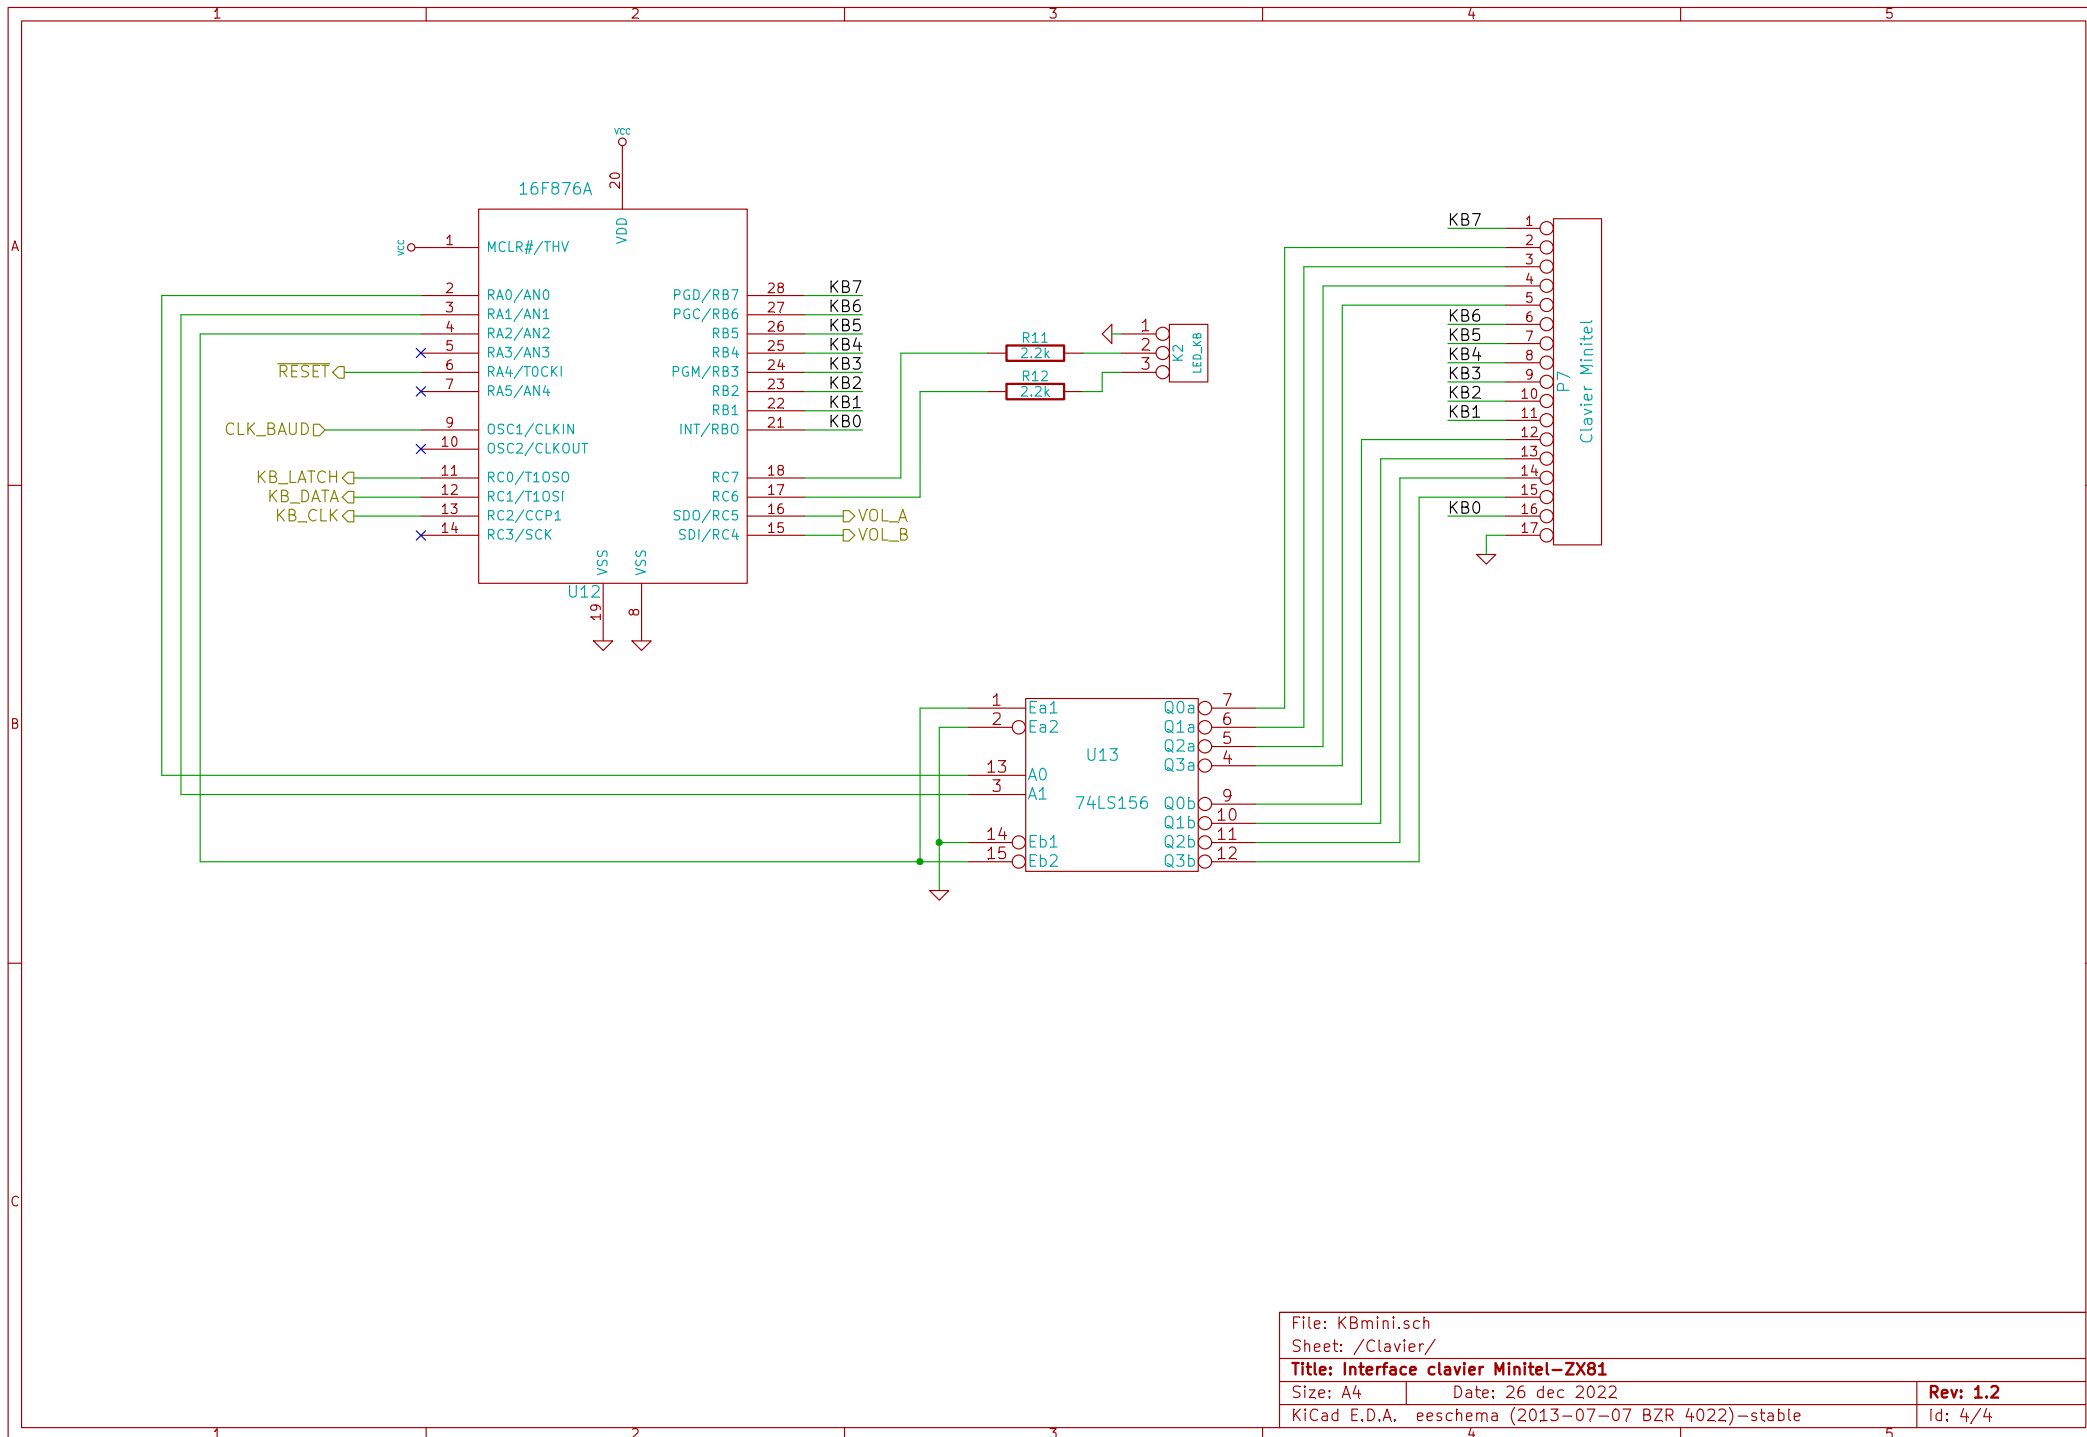 1 2 3 4 5
A
B
C
VCC
20
16F876A
VDD
VCC
1 MCLR#/THV
2 RA0/AN0
3 RA1/AN1
4 RA2/AN2
5 RA3/AN3
RESET 6 RA4/T0CKI
7 RA5/AN4
CLK_BAUD 9 OSC1/CLKIN
10 OSC2/CLKOUT
KB_LATCH 11 RC0/T1OSO
KB_DATA 12 RC1/T1OSI
KB_CLK 13 RC2/CCP1
14 RC3/SCK
PGD/RB7 28 KB7
PGC/RB6 27 KB6
RB5 26 KB5
RB4 25 KB4
PGM/RB3 24 KB3
RB2 23 KB2
RB1 22 KB1
INT/RB0 21 KB0
RC7 18
RC6 17
SDO/RC5 16 VOL_A
SDI/RC4 15 VOL_B
VSS VSS
U12
19 8
R11
2.2k
R12
2.2k
1
2
3
K2
LED_KB
KB7 1
2
3
4
5
KB6 6
KB5 7
KB4 8
KB3 9
KB2 10
KB1 11
12
13
14
15
KB0 16
17
P7
Clavier Minitel
1 Ea1
2 Ea2
13 A0
3 A1
14 Eb1
15 Eb2
U13
74LS156
Q0a 7
Q1a 6
Q2a 5
Q3a 4
Q0b 9
Q1b 10
Q2b 11
Q3b 12
File: KBmini.sch
Sheet: /Clavier/
Title: Interface clavier Minitel-ZX81
Size: A4 Date: 26 dec 2022 Rev: 1.2
KiCad E.D.A. eeschema (2013-07-07 BZR 4022)-stable Id: 4/4
1 2 3 4 5